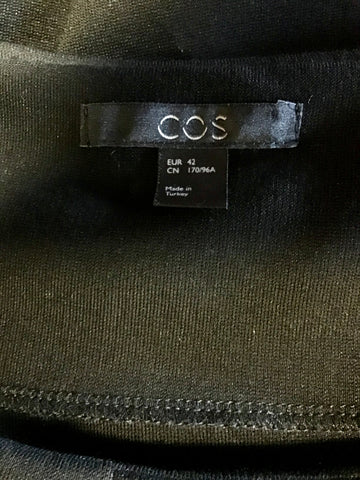 COS
EUR 42
CN 170/96A
Made in
Turkey